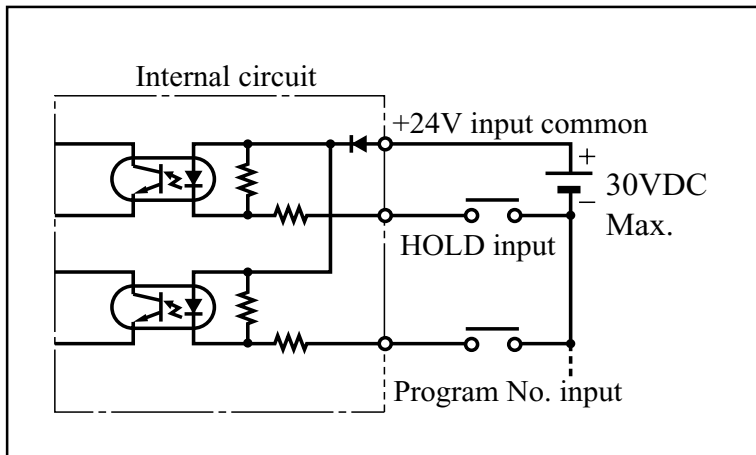 Internal circuit
+24V input common
+
30VDC
−
Max.
HOLD input
Program No. input